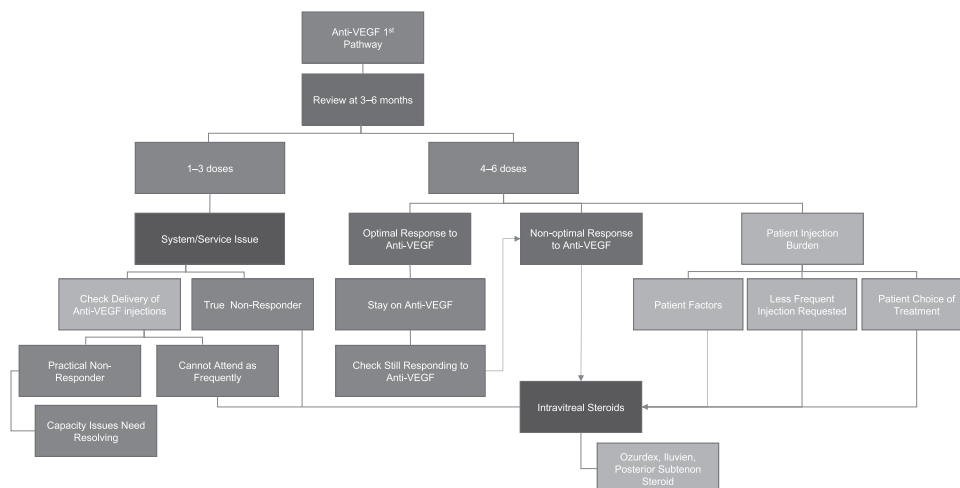 Anti-VEGF 1st
Pathway
Review at 3–6 months
1–3 doses
4–6 doses
System/Service Issue
Optimal Response to
Anti-VEGF
Non-optimal Response
to Anti-VEGF
Patient Injection
Burden
Check Delivery of
Anti-VEGF injections
True Non-Responder
Stay on Anti-VEGF
Patient Factors
Less Frequent
Injection Requested
Patient Choice of
Treatment
Practical Non-
Responder
Cannot Attend as
Frequently
Check Still Responding to
Anti-VEGF
Capacity Issues Need
Resolving
Intravitreal Steroids
Ozurdex, Iluvien,
Posterior Subtenon
Steroid